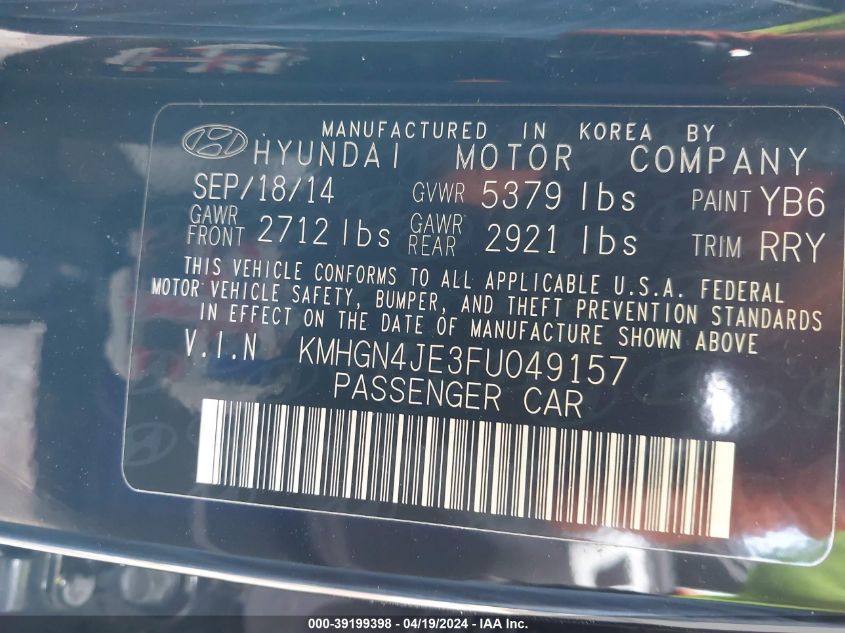 MANUFACTURED IN KOREA BY
HYUNDAI MOTOR COMPANY
SEP/18/14 GVWR 5379 lbs PAINT YB6
GAWR FRONT 2712 lbs GAWR REAR 2921 lbs TRIM RRY
THIS VEHICLE CONFORMS TO ALL APPLICABLE U.S.A. FEDERAL
MOTOR VEHICLE SAFETY, BUMPER, AND THEFT PREVENTION STANDARDS
IN EFFECT ON THE DATE OF MANUFACTURE SHOWN ABOVE
V.I.N KMHGN4JE3FU049157
PASSENGER CAR
000-39199398 - 04/19/2024 - IAAI.COM